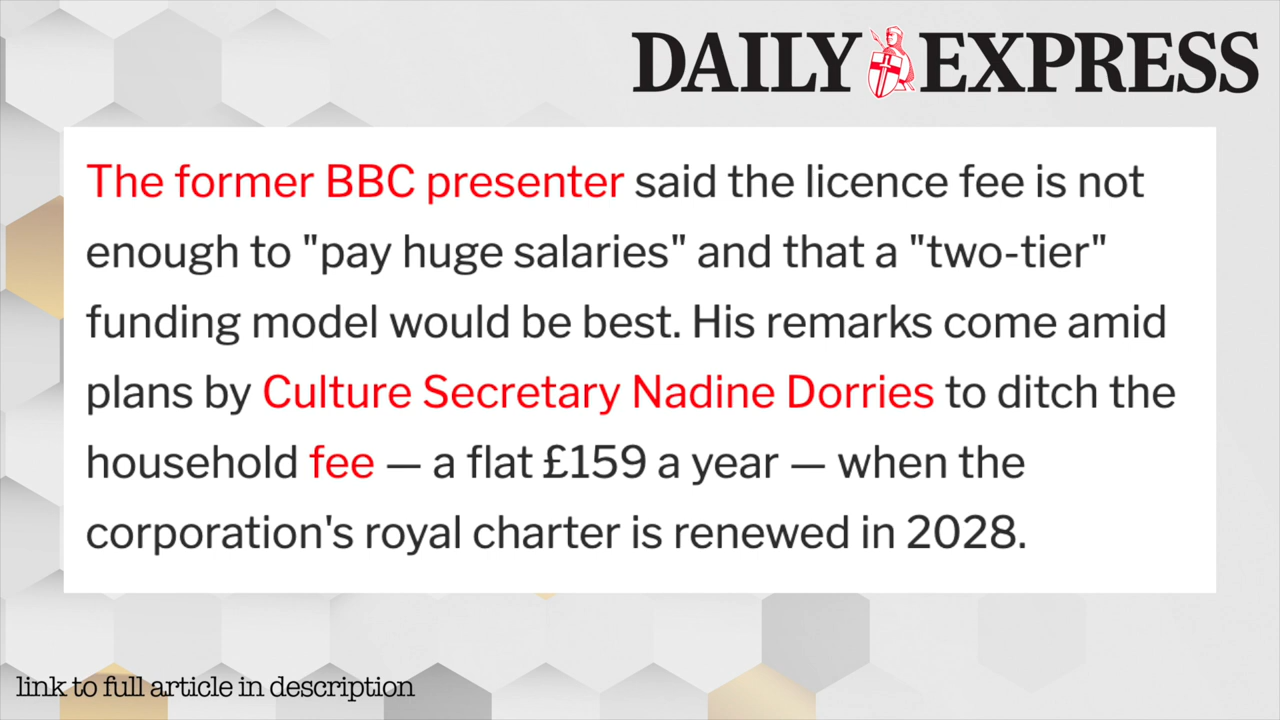 DAILY EXPRESS
The former BBC presenter said the licence fee is not
enough to "pay huge salaries" and that a "two-tier"
funding model would be best. His remarks come amid
plans by Culture Secretary Nadine Dorries to ditch the
household fee — a flat £159 a year — when the
corporation's royal charter is renewed in 2028.
link to full article in description